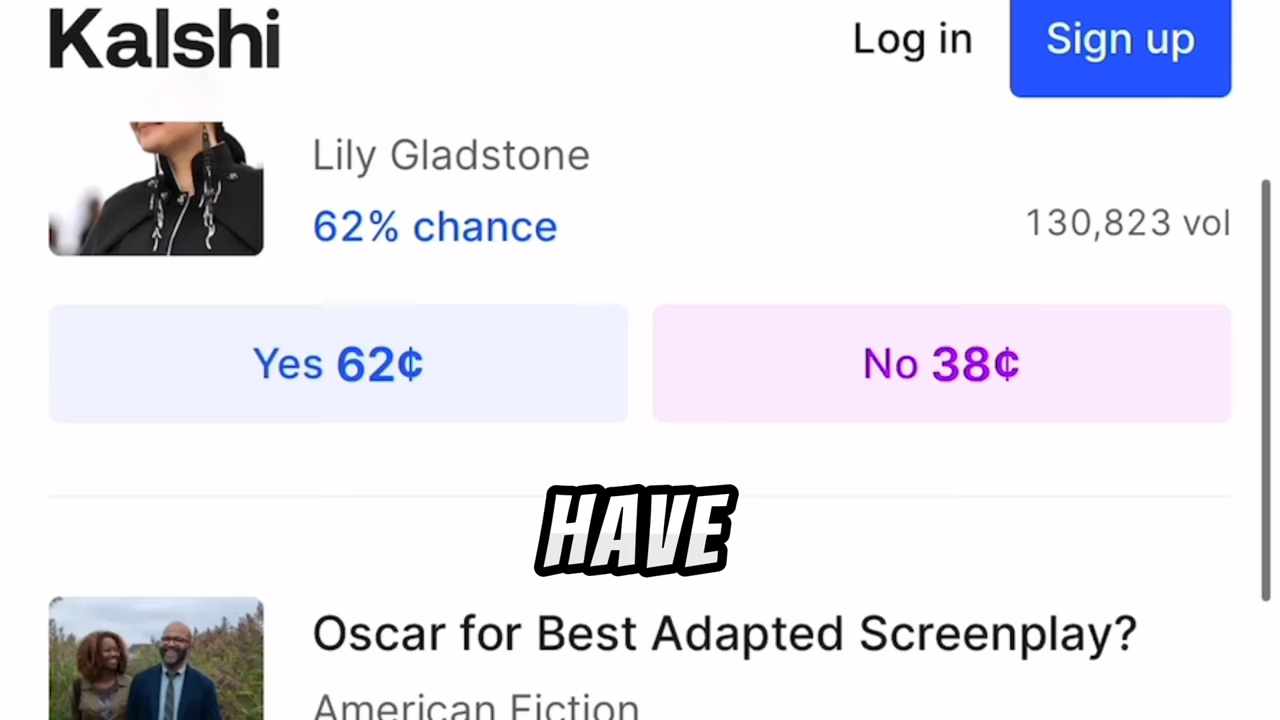 Kalshi
Log in
Sign up
Lily Gladstone
62% chance
130,823 vol
Yes 62¢
No 38¢
HAVE
Oscar for Best Adapted Screenplay?
American Fiction